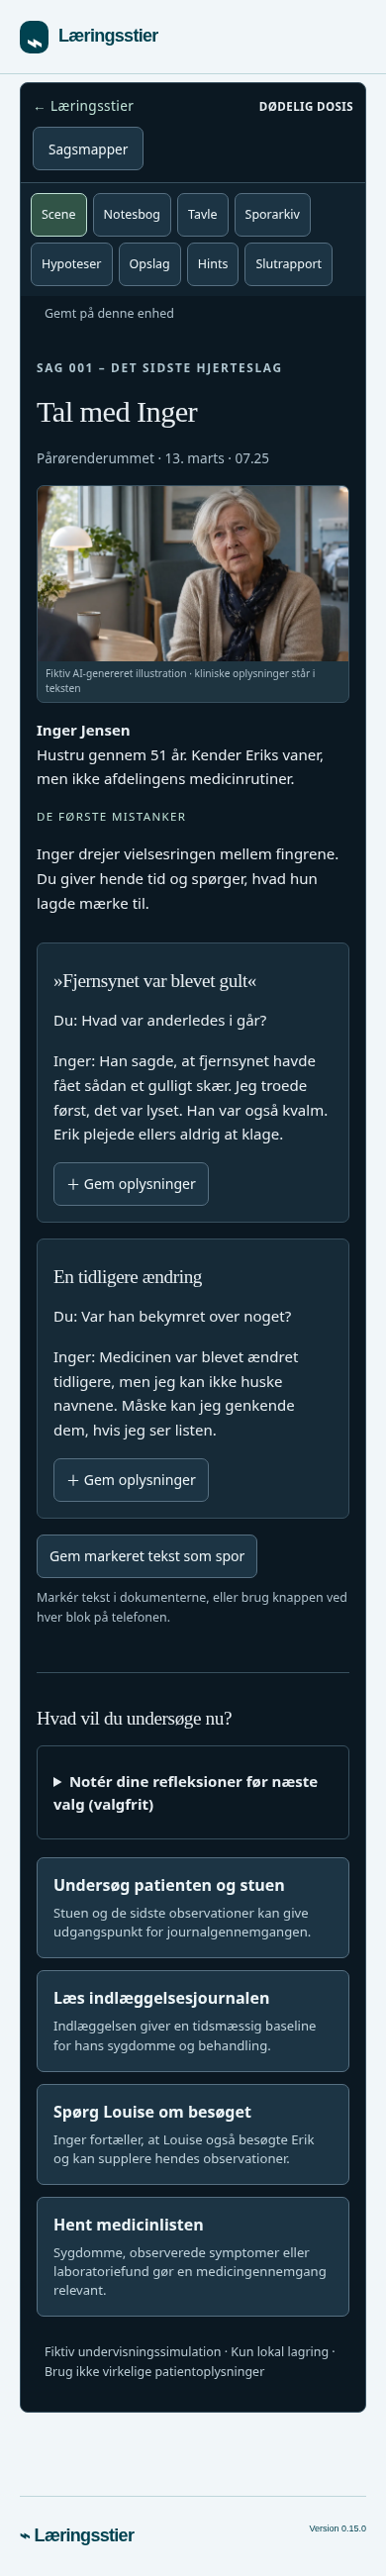 Læringsstier
← Læringsstier
DØDELIG DOSIS
Sagsmapper
Scene
Notesbog
Tavle
Sporarkiv
Hypoteser
Opslag
Hints
Slutrapport
Gemt på denne enhed
SAG 001 – DET SIDSTE HJERTESLAG
Tal med Inger
Pårørenderummet · 13. marts · 07.25
Fiktiv AI-genereret illustration · kliniske oplysninger står i
teksten
Inger Jensen
Hustru gennem 51 år. Kender Eriks vaner,
men ikke afdelingens medicinrutiner.
DE FØRSTE MISTANKER
Inger drejer vielsesringen mellem fingrene.
Du giver hende tid og spørger, hvad hun
lagde mærke til.
»Fjernsynet var blevet gult«
Du: Hvad var anderledes i går?
Inger: Han sagde, at fjernsynet havde
fået sådan et gulligt skær. Jeg troede
først, det var lyset. Han var også kvalm.
Erik plejede ellers aldrig at klage.
＋ Gem oplysninger
En tidligere ændring
Du: Var han bekymret over noget?
Inger: Medicinen var blevet ændret
tidligere, men jeg kan ikke huske
navnene. Måske kan jeg genkende
dem, hvis jeg ser listen.
＋ Gem oplysninger
Gem markeret tekst som spor
Markér tekst i dokumenterne, eller brug knappen ved
hver blok på telefonen.
Hvad vil du undersøge nu?
▶ Notér dine refleksioner før næste
valg (valgfrit)
Undersøg patienten og stuen
Stuen og de sidste observationer kan give
udgangspunkt for journalgennemgangen.
Læs indlæggelsesjournalen
Indlæggelsen giver en tidsmæssig baseline
for hans sygdomme og behandling.
Spørg Louise om besøget
Inger fortæller, at Louise også besøgte Erik
og kan supplere hendes observationer.
Hent medicinlisten
Sygdomme, observerede symptomer eller
laboratoriefund gør en medicingennemgang
relevant.
Fiktiv undervisningssimulation · Kun lokal lagring ·
Brug ikke virkelige patientoplysninger
Læringsstier
Version 0.15.0